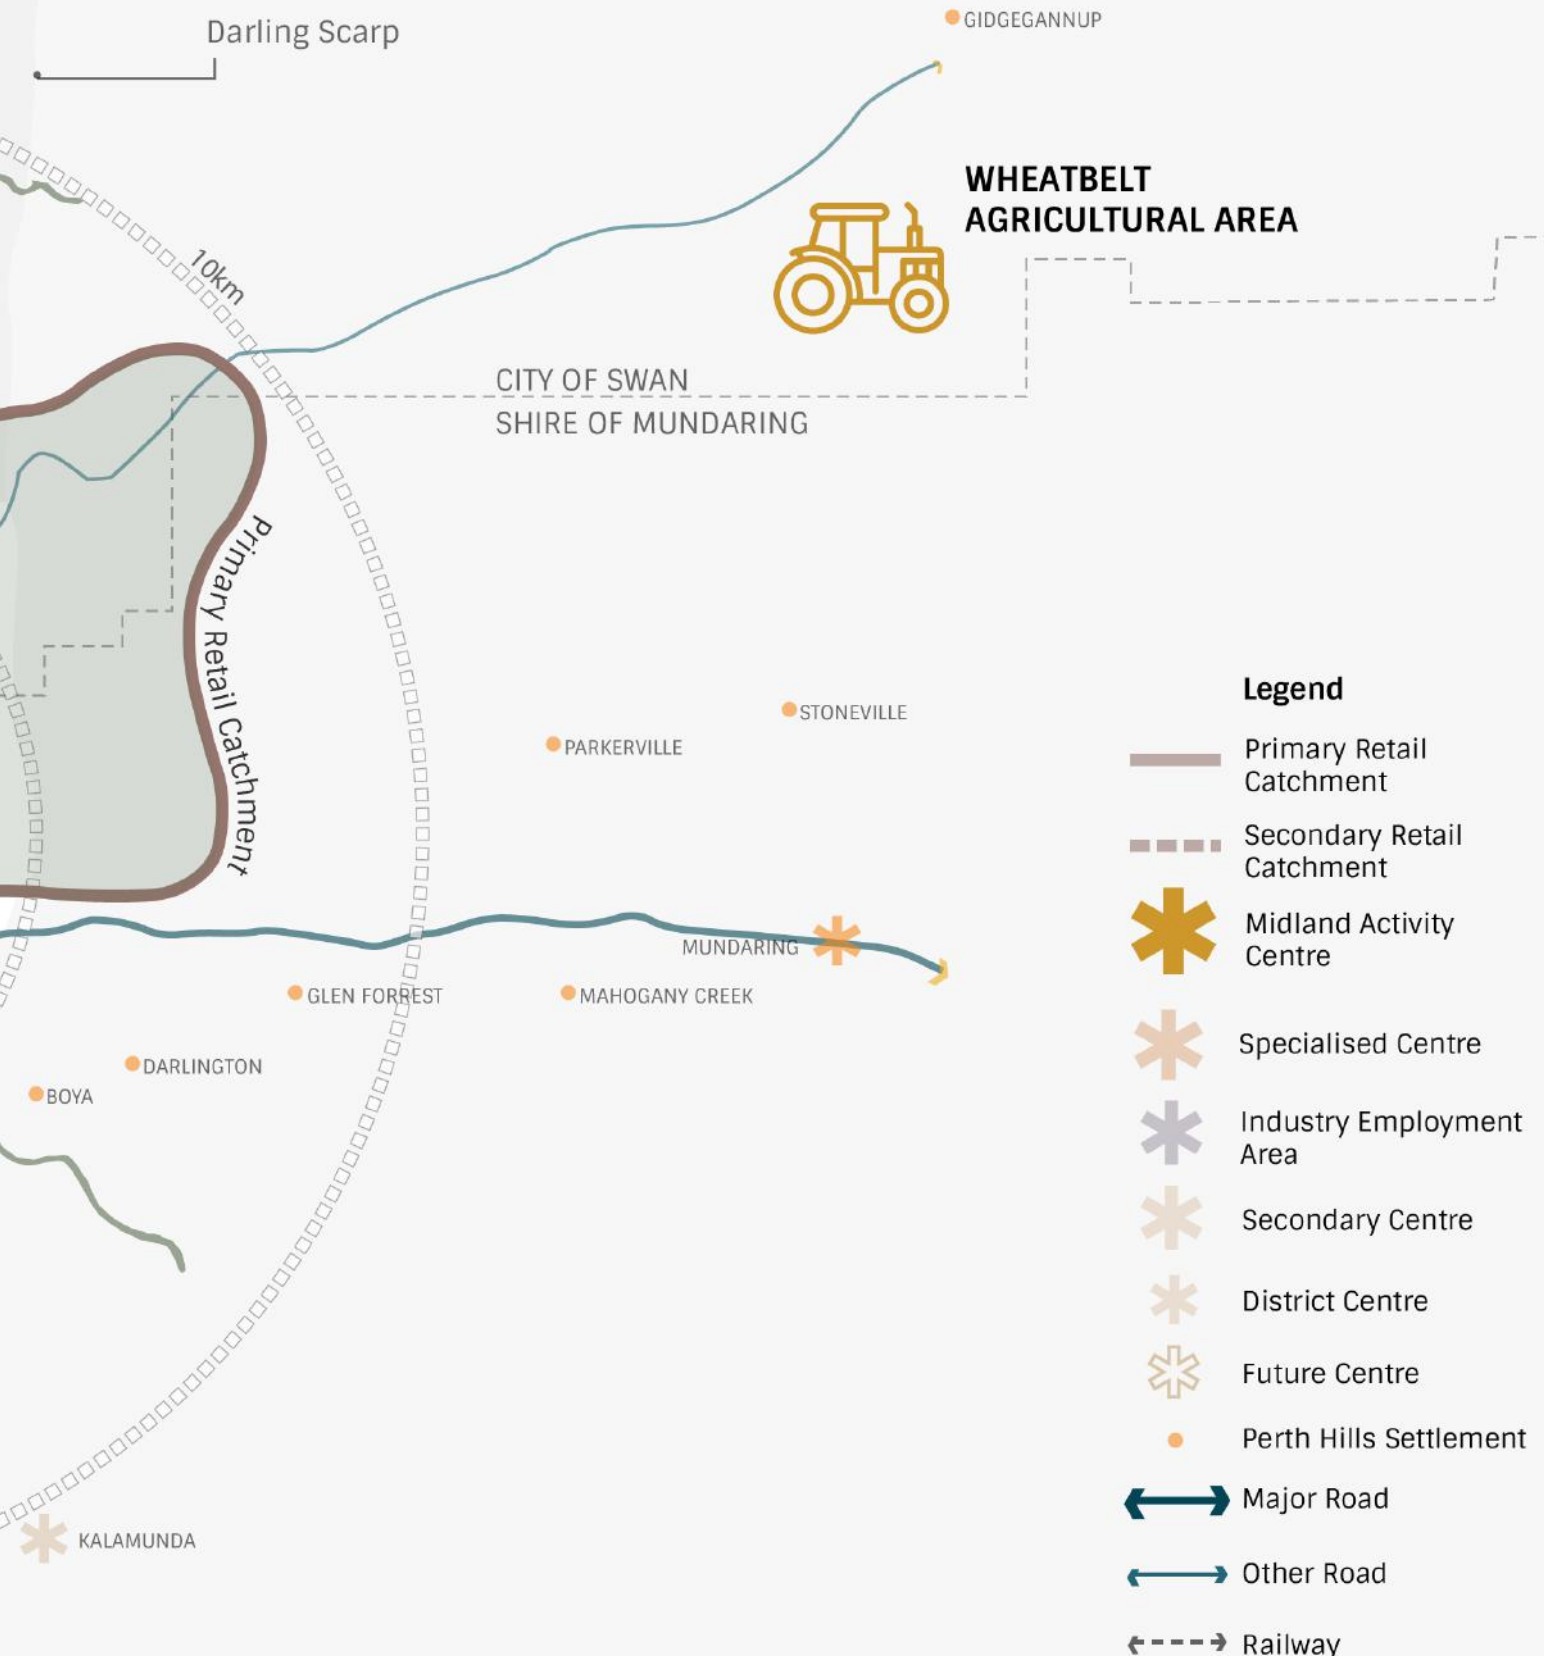 Darling Scarp
GIDGEGANNUP
WHEATBELT
AGRICULTURAL AREA
10km
CITY OF SWAN
SHIRE OF MUNDARING
Primary Retail Catchment
STONEVILLE
PARKERVILLE
MUNDARING
GLEN FORREST
MAHOGANY CREEK
DARLINGTON
BOYA
KALAMUNDA
Legend
Primary Retail
Catchment
Secondary Retail
Catchment
Midland Activity
Centre
Specialised Centre
Industry Employment
Area
Secondary Centre
District Centre
Future Centre
Perth Hills Settlement
Major Road
Other Road
Railway